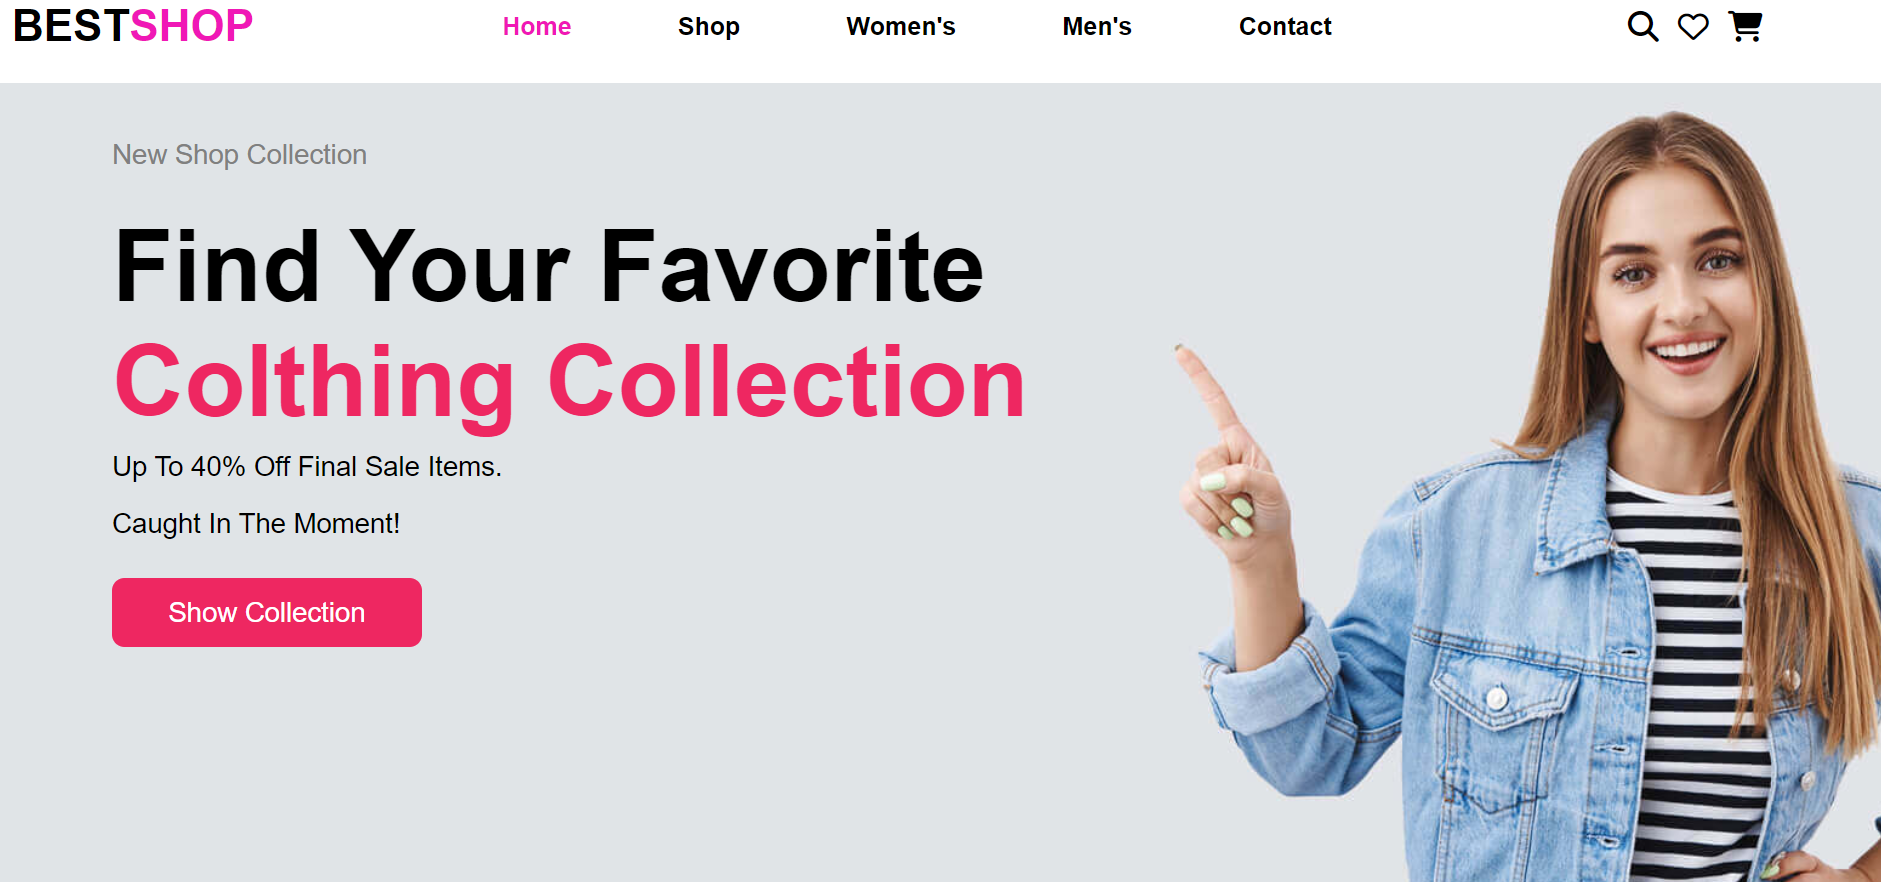 BESTSHOP
Home Shop Women's Men's Contact
New Shop Collection
Find Your Favorite
Colthing Collection
Up To 40% Off Final Sale Items.
Caught In The Moment!
Show Collection